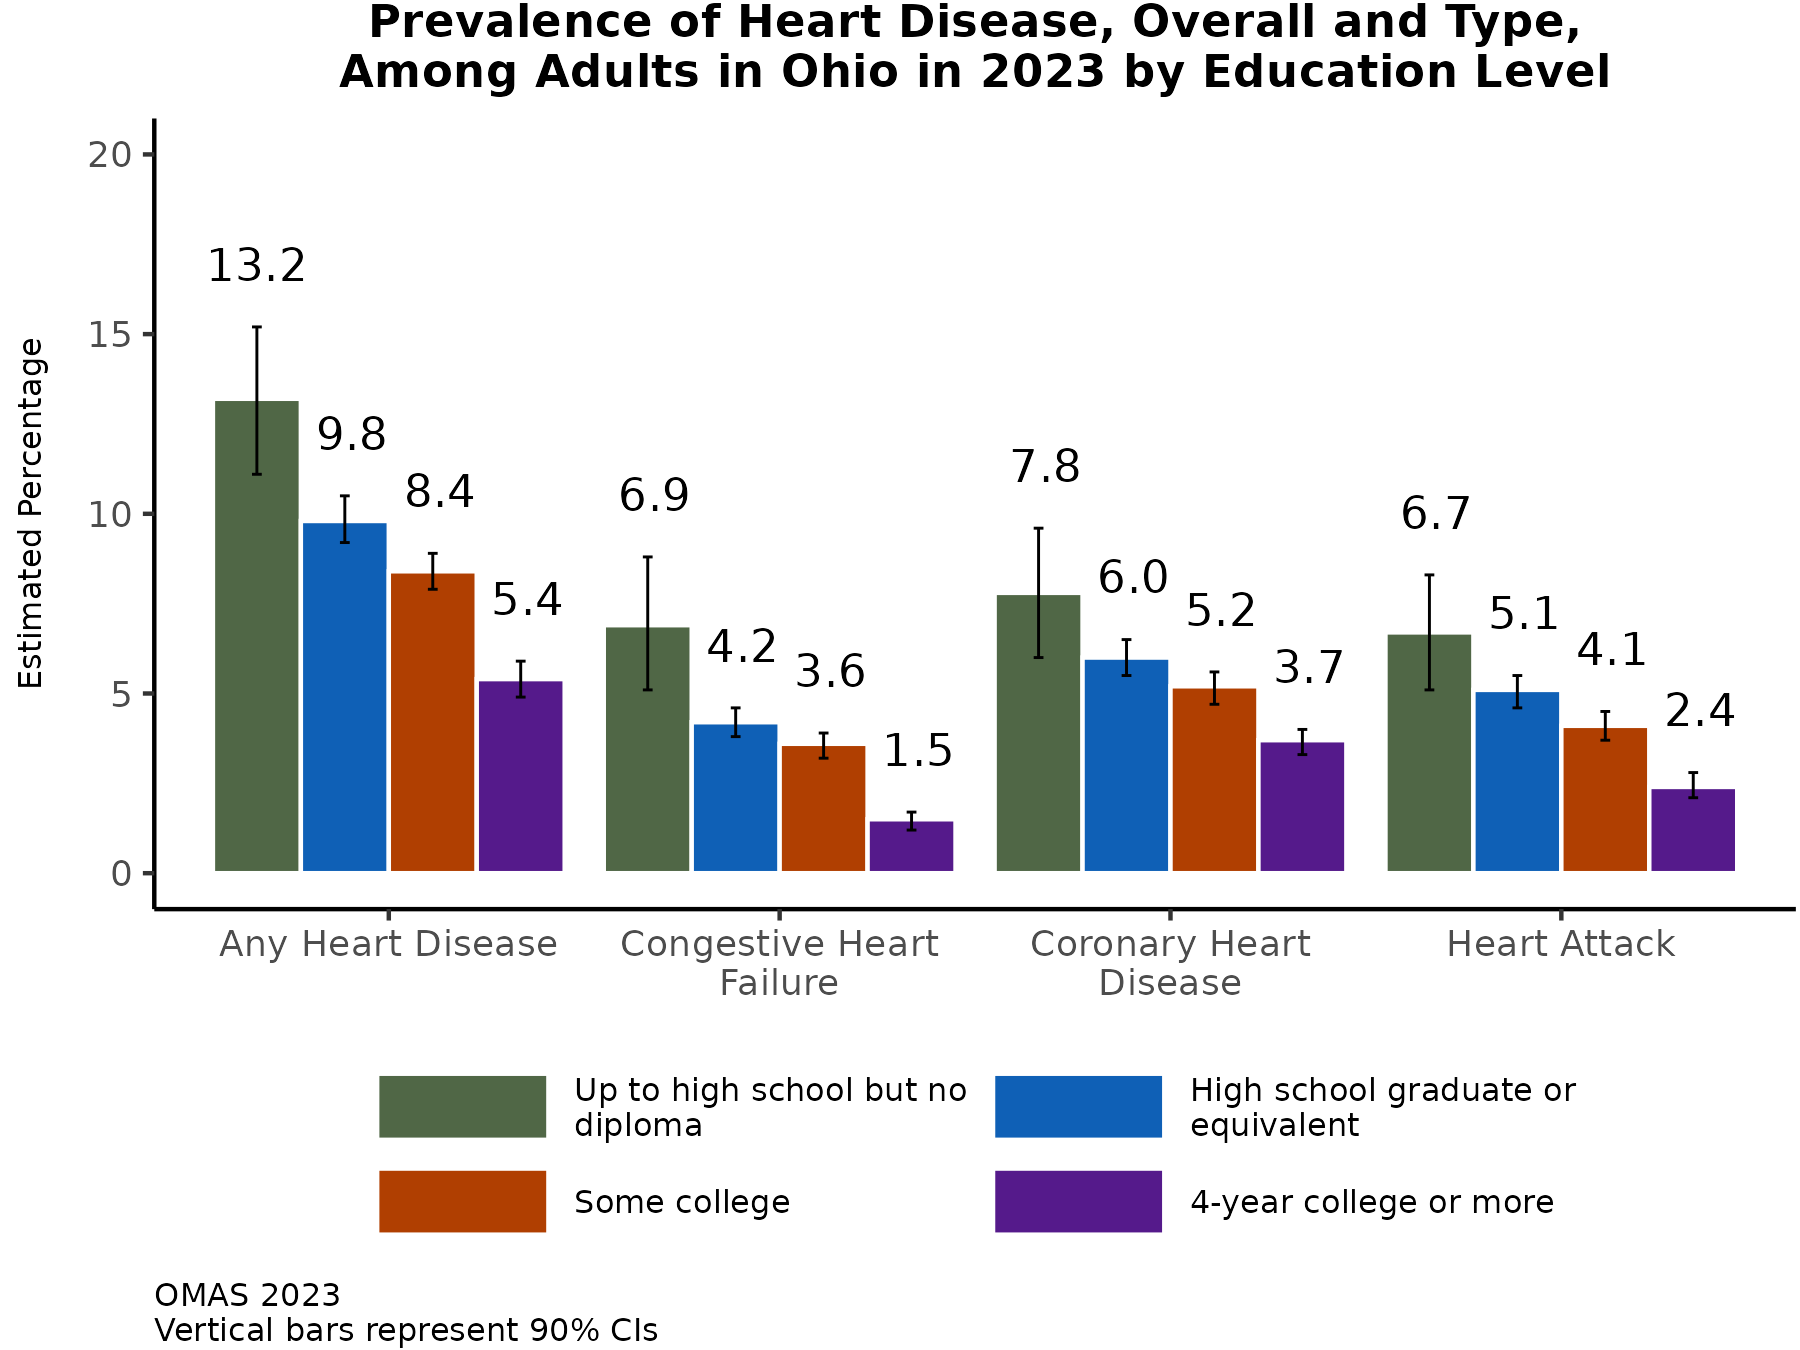 Prevalence of Heart Disease, Overall and Type,
Among Adults in Ohio in 2023 by Education Level
Estimated Percentage
20
15
10
5
0
13.2
9.8
8.4
5.4
6.9
4.2
3.6
1.5
7.8
6.0
5.2
3.7
6.7
5.1
4.1
2.4
Any Heart Disease
Congestive Heart
Failure
Coronary Heart
Disease
Heart Attack
Up to high school but no
diploma
High school graduate or
equivalent
Some college
4-year college or more
OMAS 2023
Vertical bars represent 90% CIs